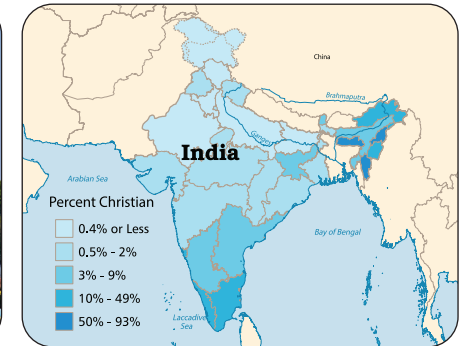 China
Brahmaputra
Ganges
India
Arabian Sea
Percent Christian
0.4% or Less
0.5% - 2%
3% - 9%
10% - 49%
50% - 93%
Bay of Bengal
Laccadive
Sea